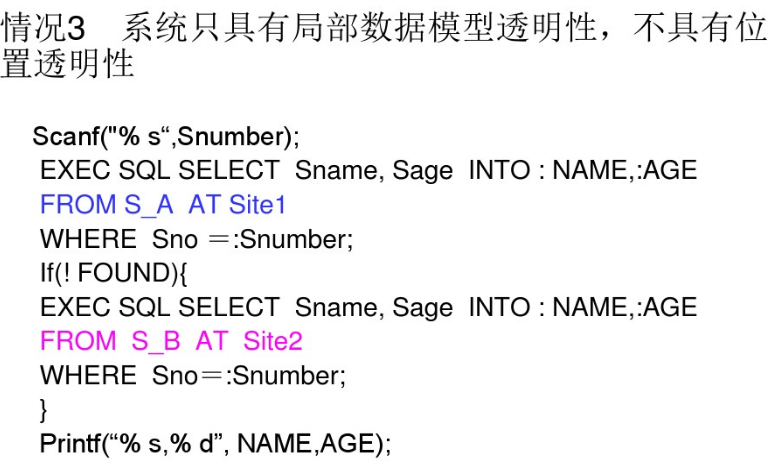 情况3 系统只具有局部数据模型透明性，不具有位
置透明性
Scanf("% s“,Snumber);
EXEC SQL SELECT Sname, Sage INTO : NAME,:AGE
FROM S_A AT Site1
WHERE Sno ＝:Snumber;
If(! FOUND){
EXEC SQL SELECT Sname, Sage INTO : NAME,:AGE
FROM S_B AT Site2
WHERE Sno＝:Snumber;
}
Printf(“% s,% d”, NAME,AGE);